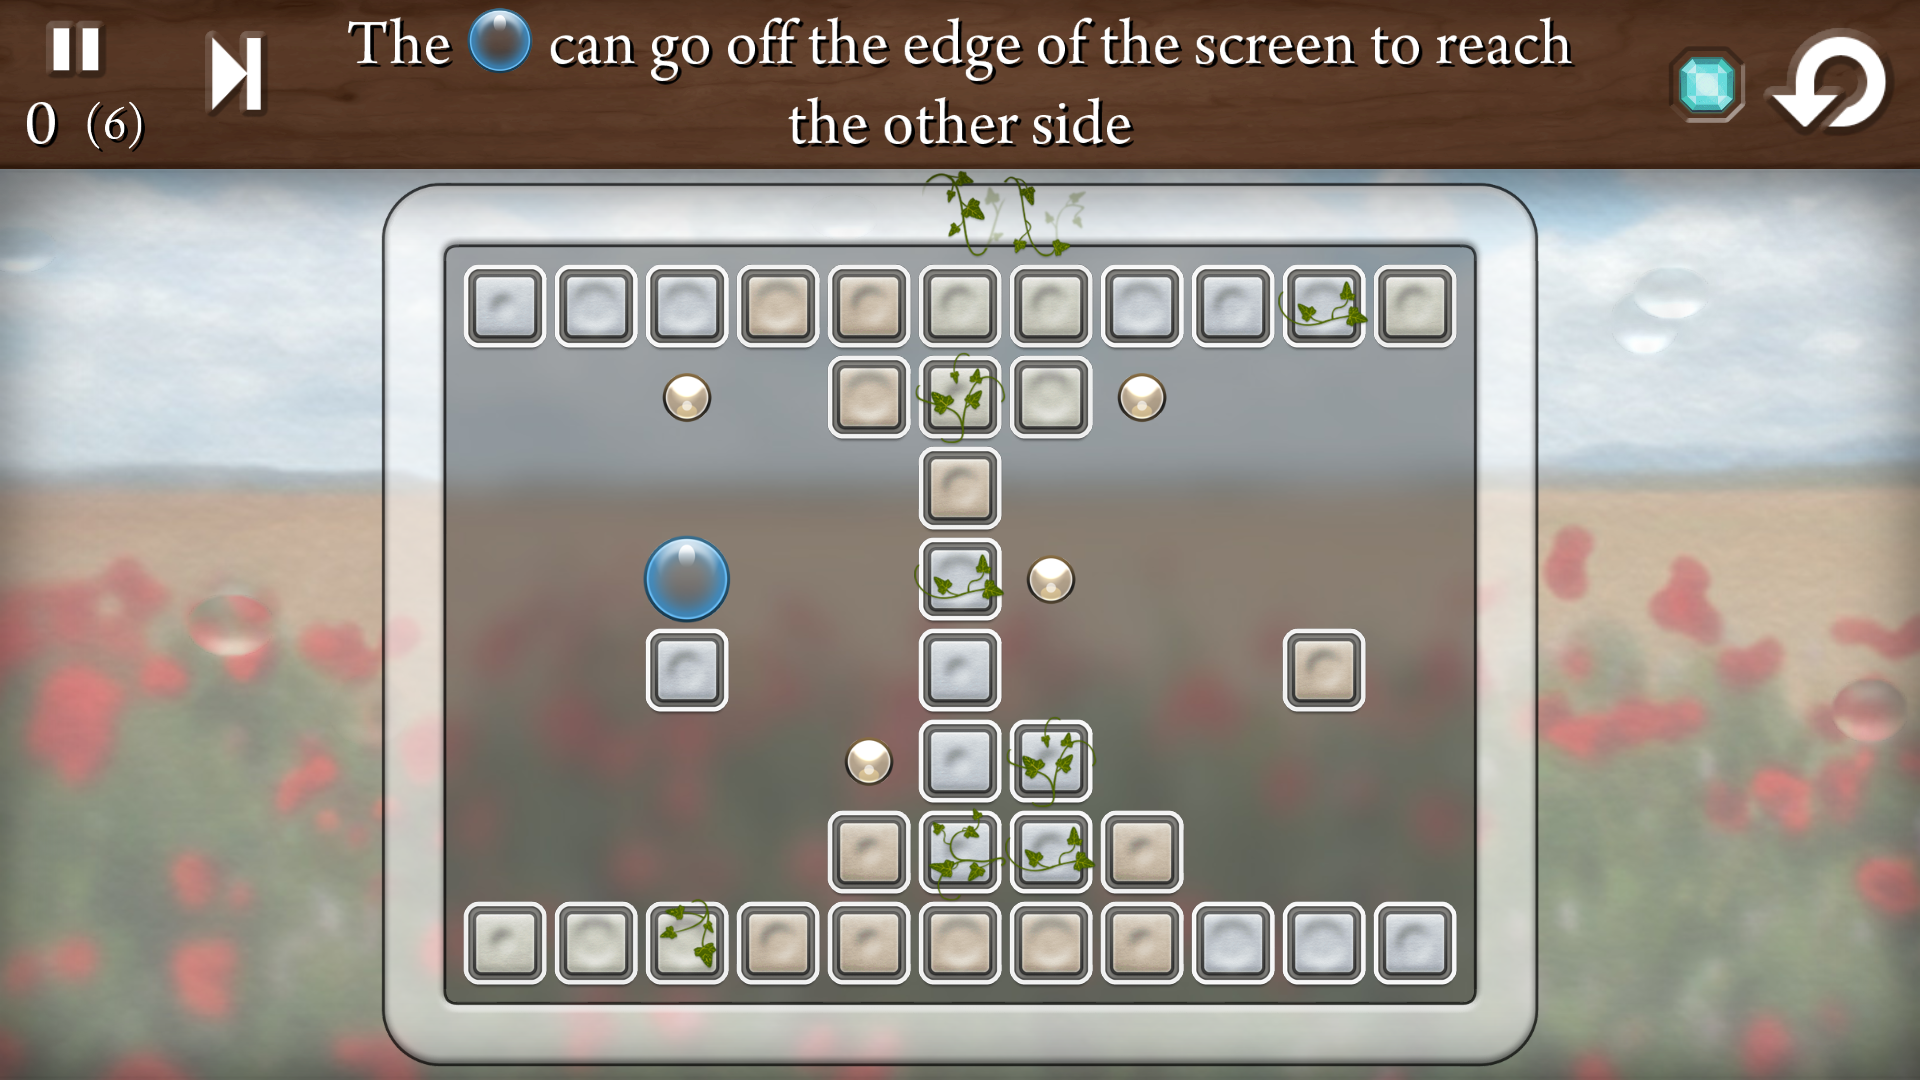 The can go off the edge of the screen to reach
the other side
0 (6)